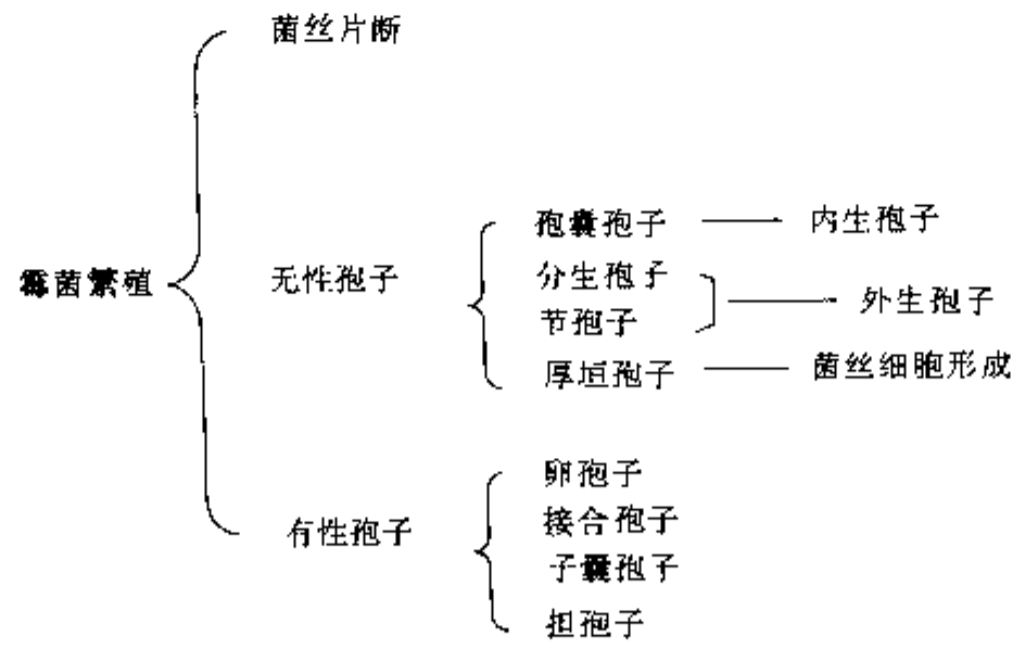 菌丝片断
孢囊孢子 内生孢子
霉菌繁殖 无性孢子 分生孢子
节孢子 外生孢子
厚垣孢子 菌丝细胞形成
卵孢子
接合孢子
有性孢子 子囊孢子
担孢子